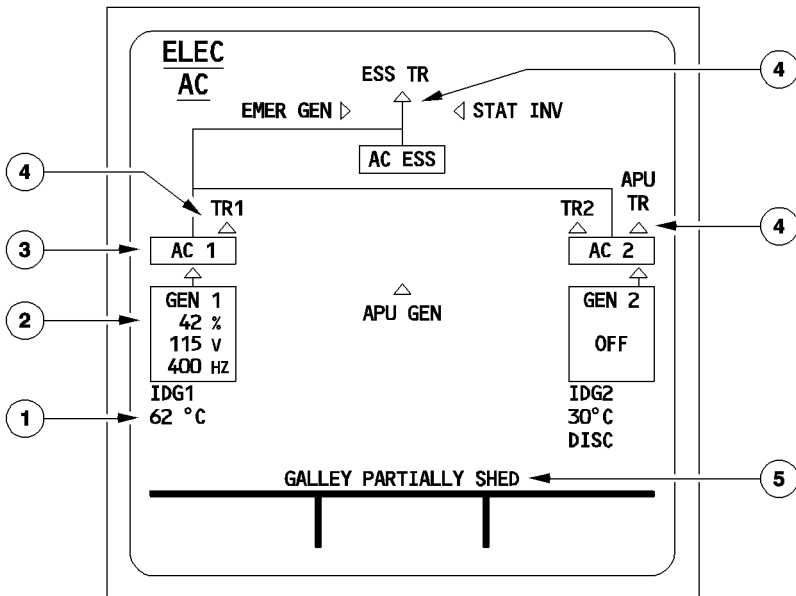 ELEC
AC
ESS TR
4
EMER GEN
STAT INV
AC ESS
4
APU
TR
TR1
TR2
4
3
AC 1
AC 2
GEN 1
42 %
115 V
400 HZ
2
APU GEN
GEN 2
OFF
IDG1
62 °C
1
IDG2
30°C
DISC
GALLEY PARTIALLY SHED
5